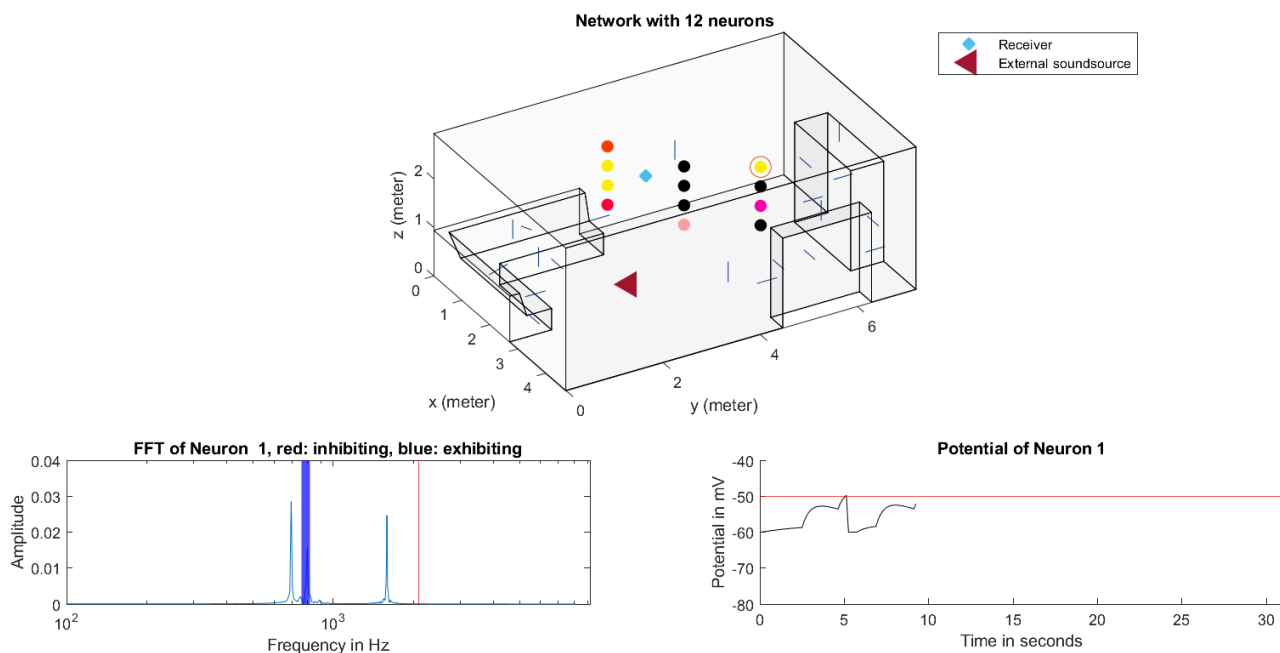 Network with 12 neurons
Receiver
External soundsource
z (meter)
2
1
0
0
1
2
3
4
x (meter)
0
2
4
6
y (meter)
FFT of Neuron 1, red: inhibiting, blue: exhibiting
Amplitude
0.04
0.03
0.02
0.01
0
10^2
10^3
Frequency in Hz
Potential of Neuron 1
Potential in mV
-40
-50
-60
-70
-80
0 5 10 15 20 25 30
Time in seconds